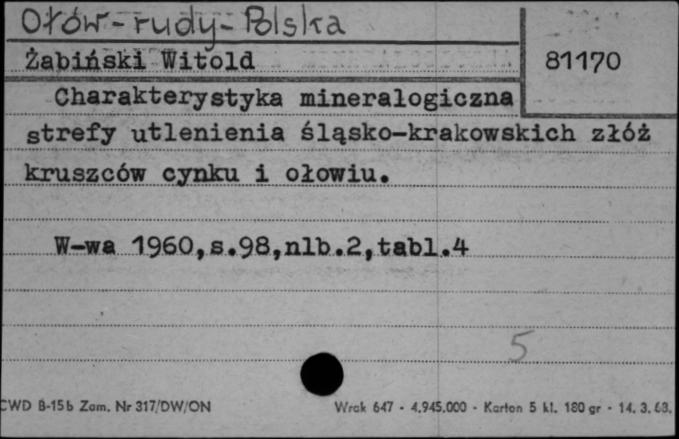 Ołów-rudy-Polska
Żabiński Witold
81170
Charakterystyka mineralogiczna
strefy utlenienia śląsko-krakowskich złóż
kruszców cynku i ołowiu.
W-wa 1960,s.98,nlb.2,tabl.4
5
CWD B-15b Zam. Nr 317/DW/ON
Wrak 647 - 4.945.000 - Karton 5 kl. 180 gr - 14. 3. 63.